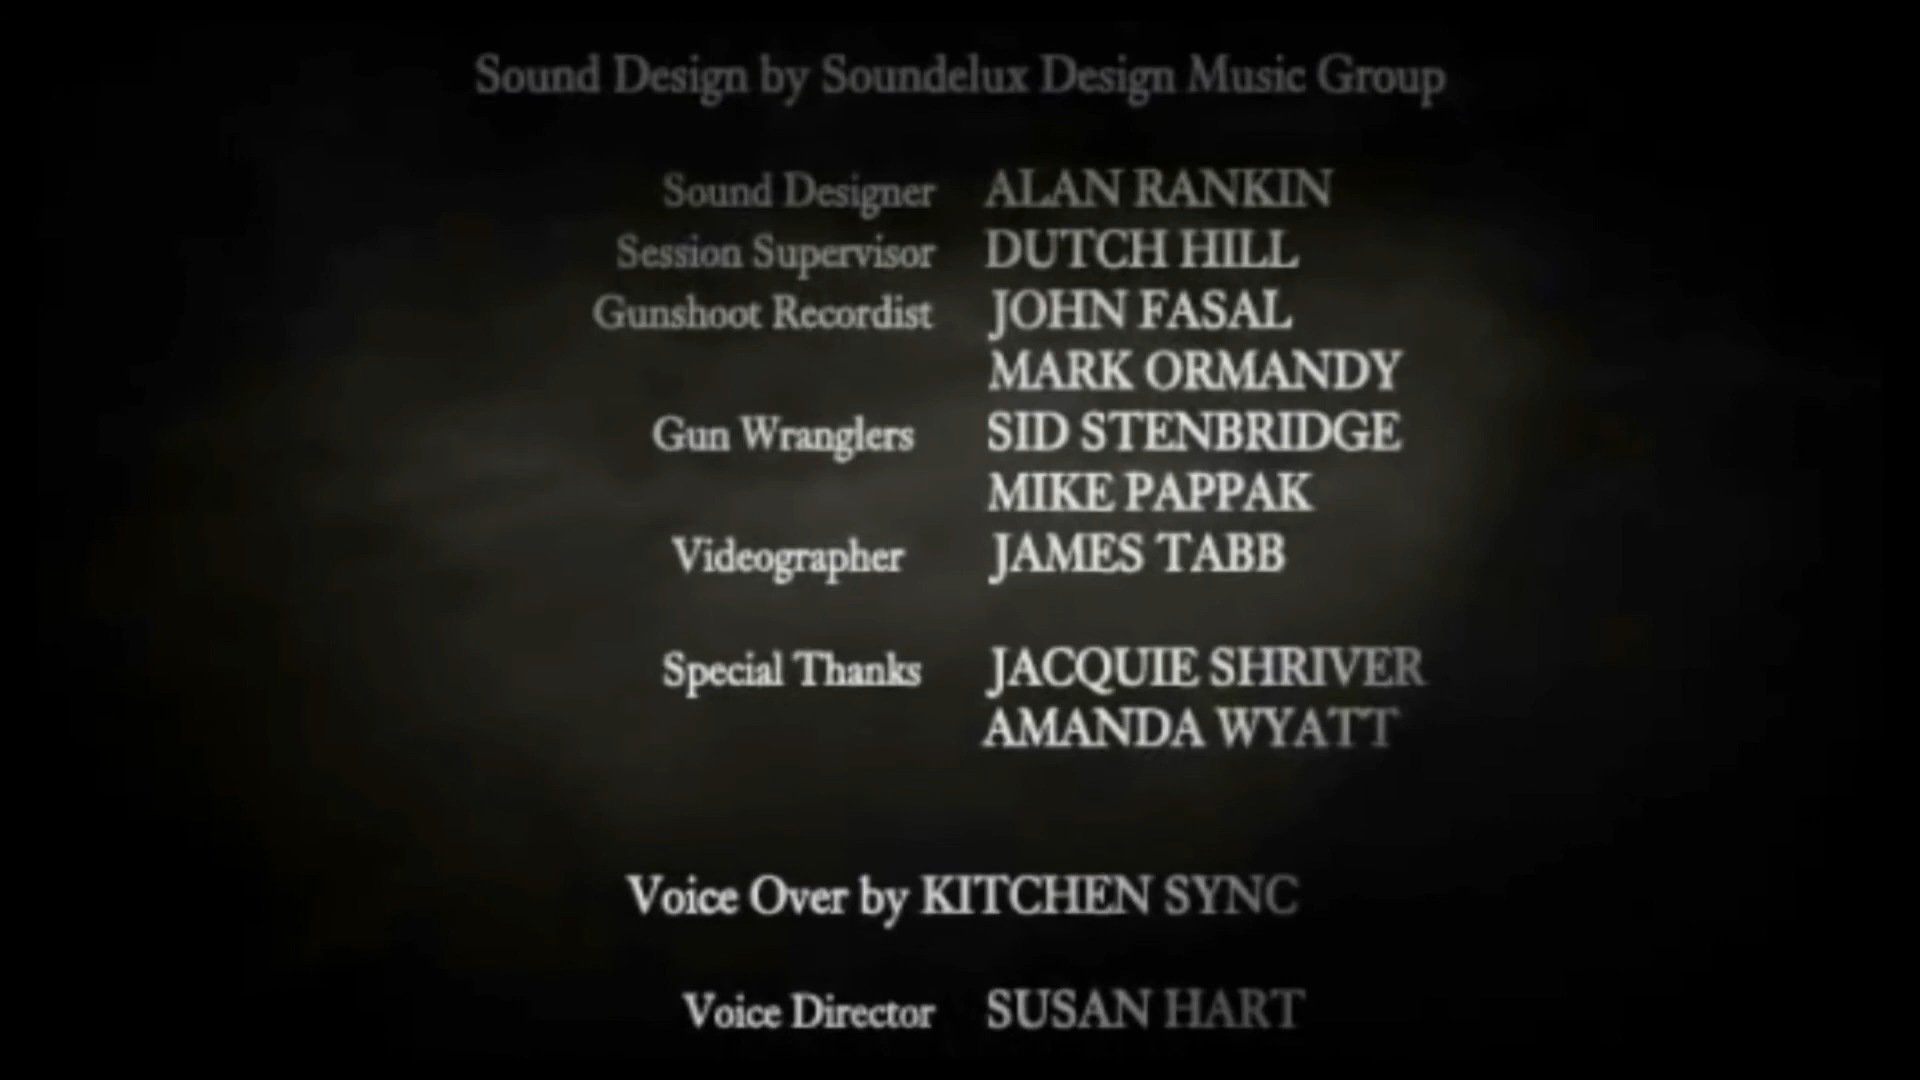 Sound Design by Soundelux Design Music Group
Sound Designer ALAN RANKIN
Session Supervisor DUTCH HILL
Gunshoot Recordist JOHN FASAL
MARK ORMANDY
Gun Wranglers SID STENBRIDGE
MIKE PAPPAK
Videographer JAMES TABB
Special Thanks JACQUIE SHRIVER
AMANDA WYATT
Voice Over by KITCHEN SYNC
Voice Director SUSAN HART